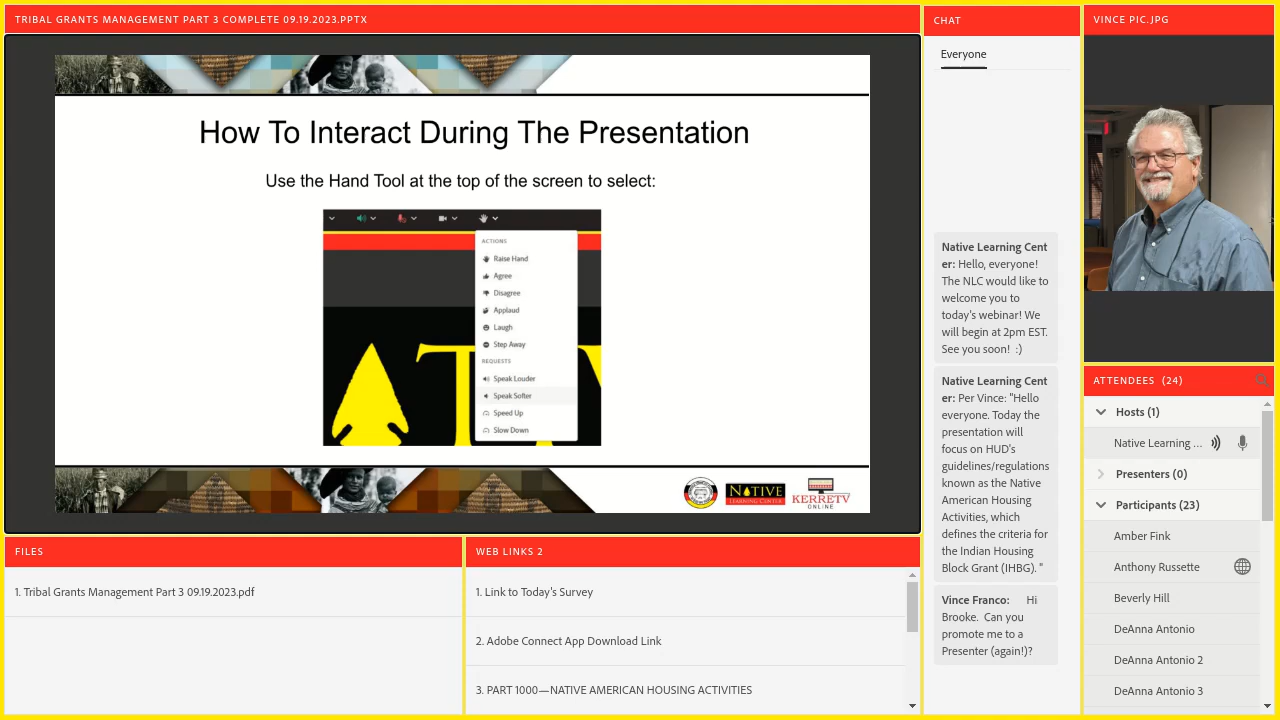 TRIBAL GRANTS MANAGEMENT PART 3 COMPLETE 09.19.2023.PPTX
How To Interact During The Presentation
Use the Hand Tool at the top of the screen to select:
ACTIONS
Raise Hand
Agree
Disagree
Applaud
Laugh
Step Away
REQUESTS
Speak Louder
Speak Softer
Speed Up
Slow Down
NATIVE
LEARNING CENTER
KERRETV
ONLINE
FILES
1. Tribal Grants Management Part 3 09.19.2023.pdf
WEB LINKS 2
1. Link to Today's Survey
2. Adobe Connect App Download Link
3. PART 1000—NATIVE AMERICAN HOUSING ACTIVITIES
CHAT
Everyone
Native Learning Cent
er: Hello, everyone!
The NLC would like to
welcome you to
today's webinar! We
will begin at 2pm EST.
See you soon! :)
Native Learning Cent
er: Per Vince: "Hello
everyone. Today the
presentation will
focus on HUD's
guidelines/regulations
known as the Native
American Housing
Activities, which
defines the criteria for
the Indian Housing
Block Grant (IHBG). "
Vince Franco: Hi
Brooke. Can you
promote me to a
Presenter (again!)?
VINCE PIC.JPG
ATTENDEES (24)
Hosts (1)
Native Learning ...
Presenters (0)
Participants (23)
Amber Fink
Anthony Russette
Beverly Hill
DeAnna Antonio
DeAnna Antonio 2
DeAnna Antonio 3